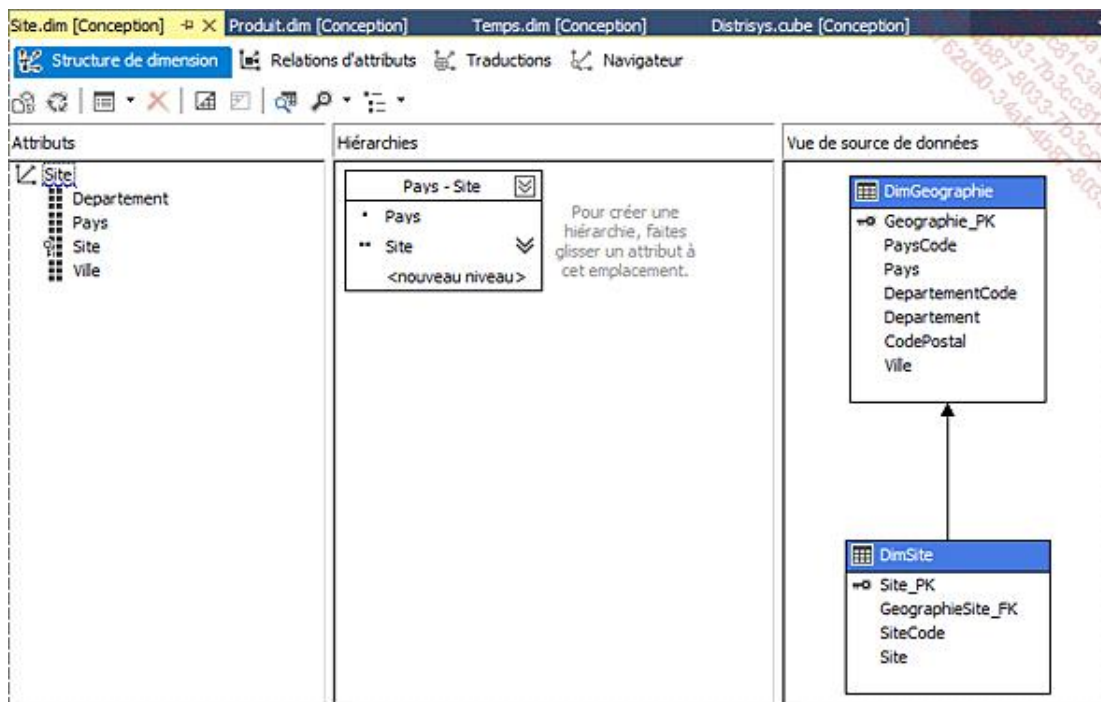 Site.dim [Conception] Produit.dim [Conception] Temps.dim [Conception] Distrisys.cube [Conception]
Structure de dimension Relations d'attributs Traductions Navigateur
Attributs
Site
Departement
Pays
Site
Ville
Hiérarchies
Pays - Site
Pays
Site
<nouveau niveau>
Pour créer une
hiérarchie, faites
glisser un attribut à
cet emplacement.
Vue de source de données
DimGeographie
Geographie_PK
PaysCode
Pays
DepartementCode
Departement
CodePostal
Ville
DimSite
Site_PK
GeographieSite_FK
SiteCode
Site